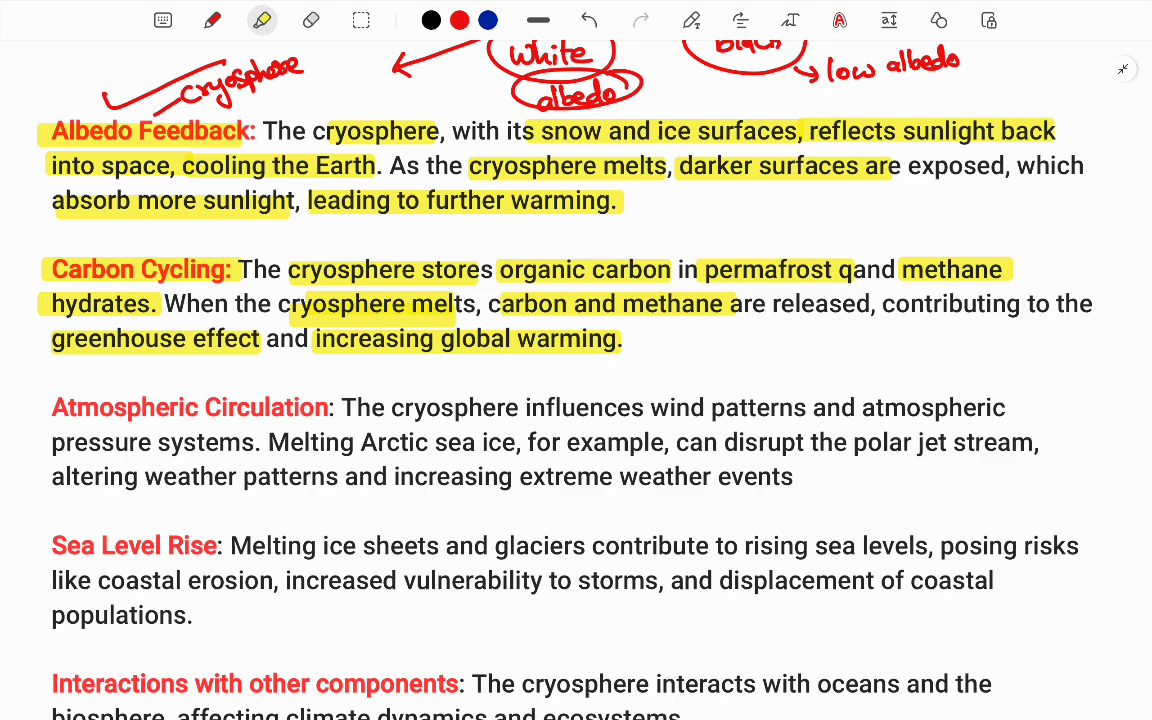 white
black
cryosphere
albedo
low albedo
Albedo Feedback: The cryosphere, with its snow and ice surfaces, reflects sunlight back
into space, cooling the Earth. As the cryosphere melts, darker surfaces are exposed, which
absorb more sunlight, leading to further warming.
Carbon Cycling: The cryosphere stores organic carbon in permafrost qand methane
hydrates. When the cryosphere melts, carbon and methane are released, contributing to the
greenhouse effect and increasing global warming.
Atmospheric Circulation: The cryosphere influences wind patterns and atmospheric
pressure systems. Melting Arctic sea ice, for example, can disrupt the polar jet stream,
altering weather patterns and increasing extreme weather events
Sea Level Rise: Melting ice sheets and glaciers contribute to rising sea levels, posing risks
like coastal erosion, increased vulnerability to storms, and displacement of coastal
populations.
Interactions with other components: The cryosphere interacts with oceans and the
biosphere, affecting climate dynamics and ecosystems